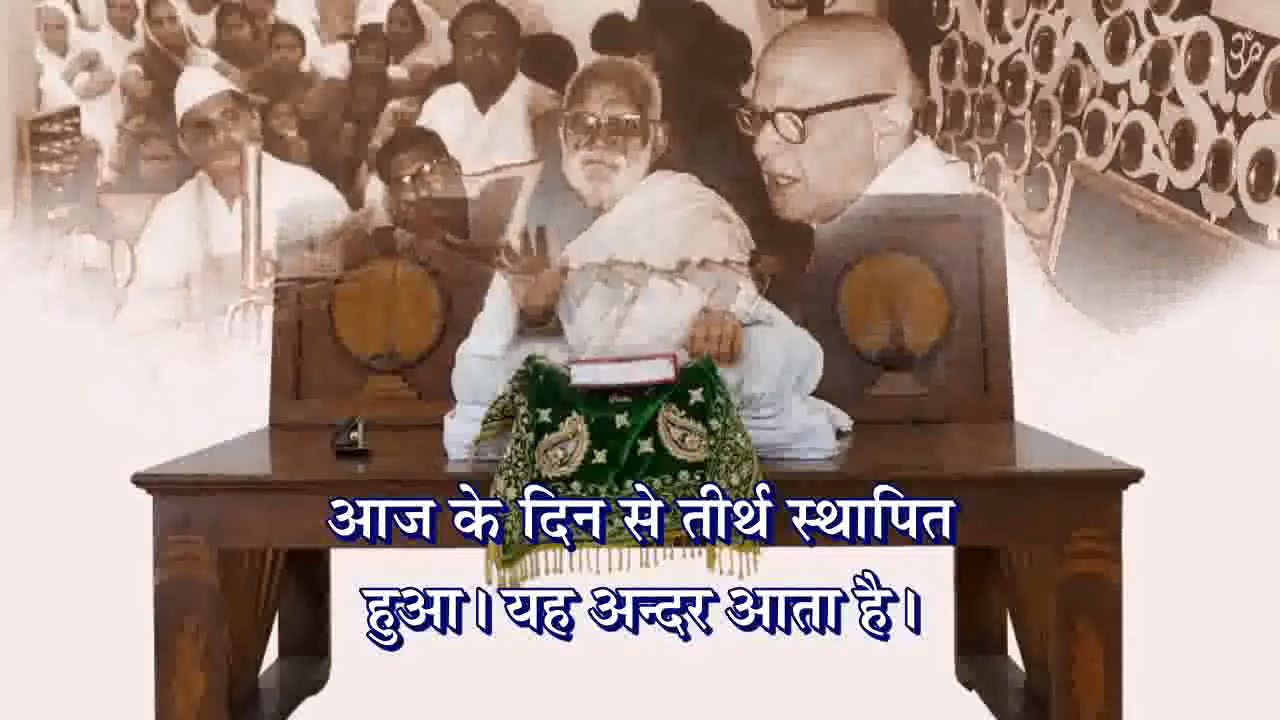 ॐ
आज के दिन से तीर्थ स्थापित
हुआ। यह अन्दर आता है।